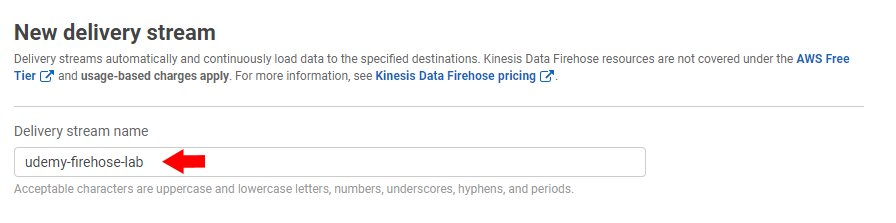 New delivery stream
Delivery streams automatically and continuously load data to the specified destinations. Kinesis Data Firehose resources are not covered under the AWS Free
Tier and usage-based charges apply. For more information, see Kinesis Data Firehose pricing .
Delivery stream name
udemy-firehose-lab
Acceptable characters are uppercase and lowercase letters, numbers, underscores, hyphens, and periods.